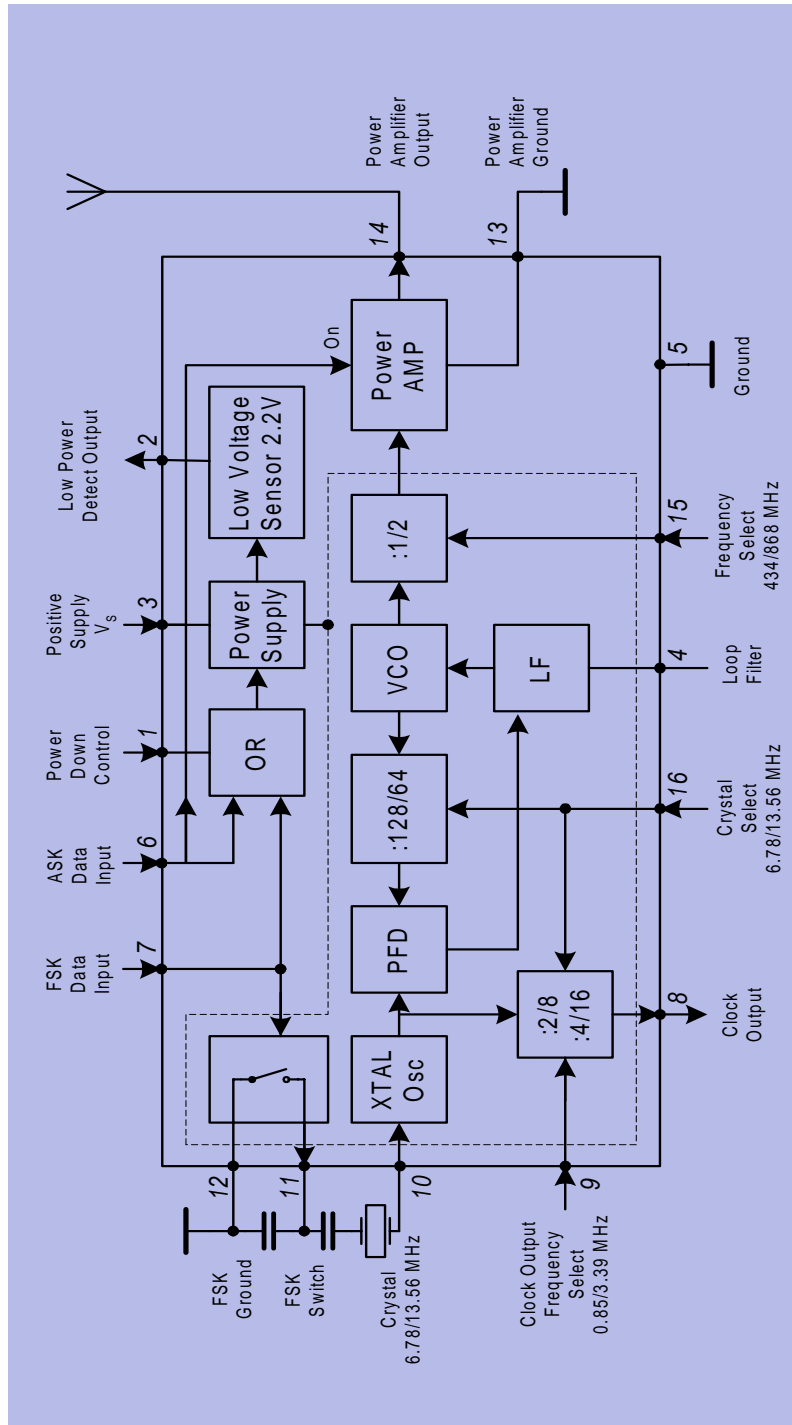 FSK
Data
Input
7
ASK
Data
Input
6
Power
Down
Control
1
Positive
Supply
VS
3
Low Power
Detect Output
2
OR
Power
Supply
Low Voltage
Sensor 2.2V
On
12
FSK
Ground
11
FSK
Switch
10
Crystal
6.78/13.56 MHz
XTAL
Osc
PFD
:128/64
VCO
:1/2
Power
AMP
14
Power
Amplifier
Output
13
Power
Amplifier
Ground
LF
:2/8
:4/16
9
Clock Output
Frequency
Select
0.85/3.39 MHz
8
Clock
Output
16
Crystal
Select
6.78/13.56 MHz
4
Loop
Filter
15
Frequency
Select
434/868 MHz
5
Ground